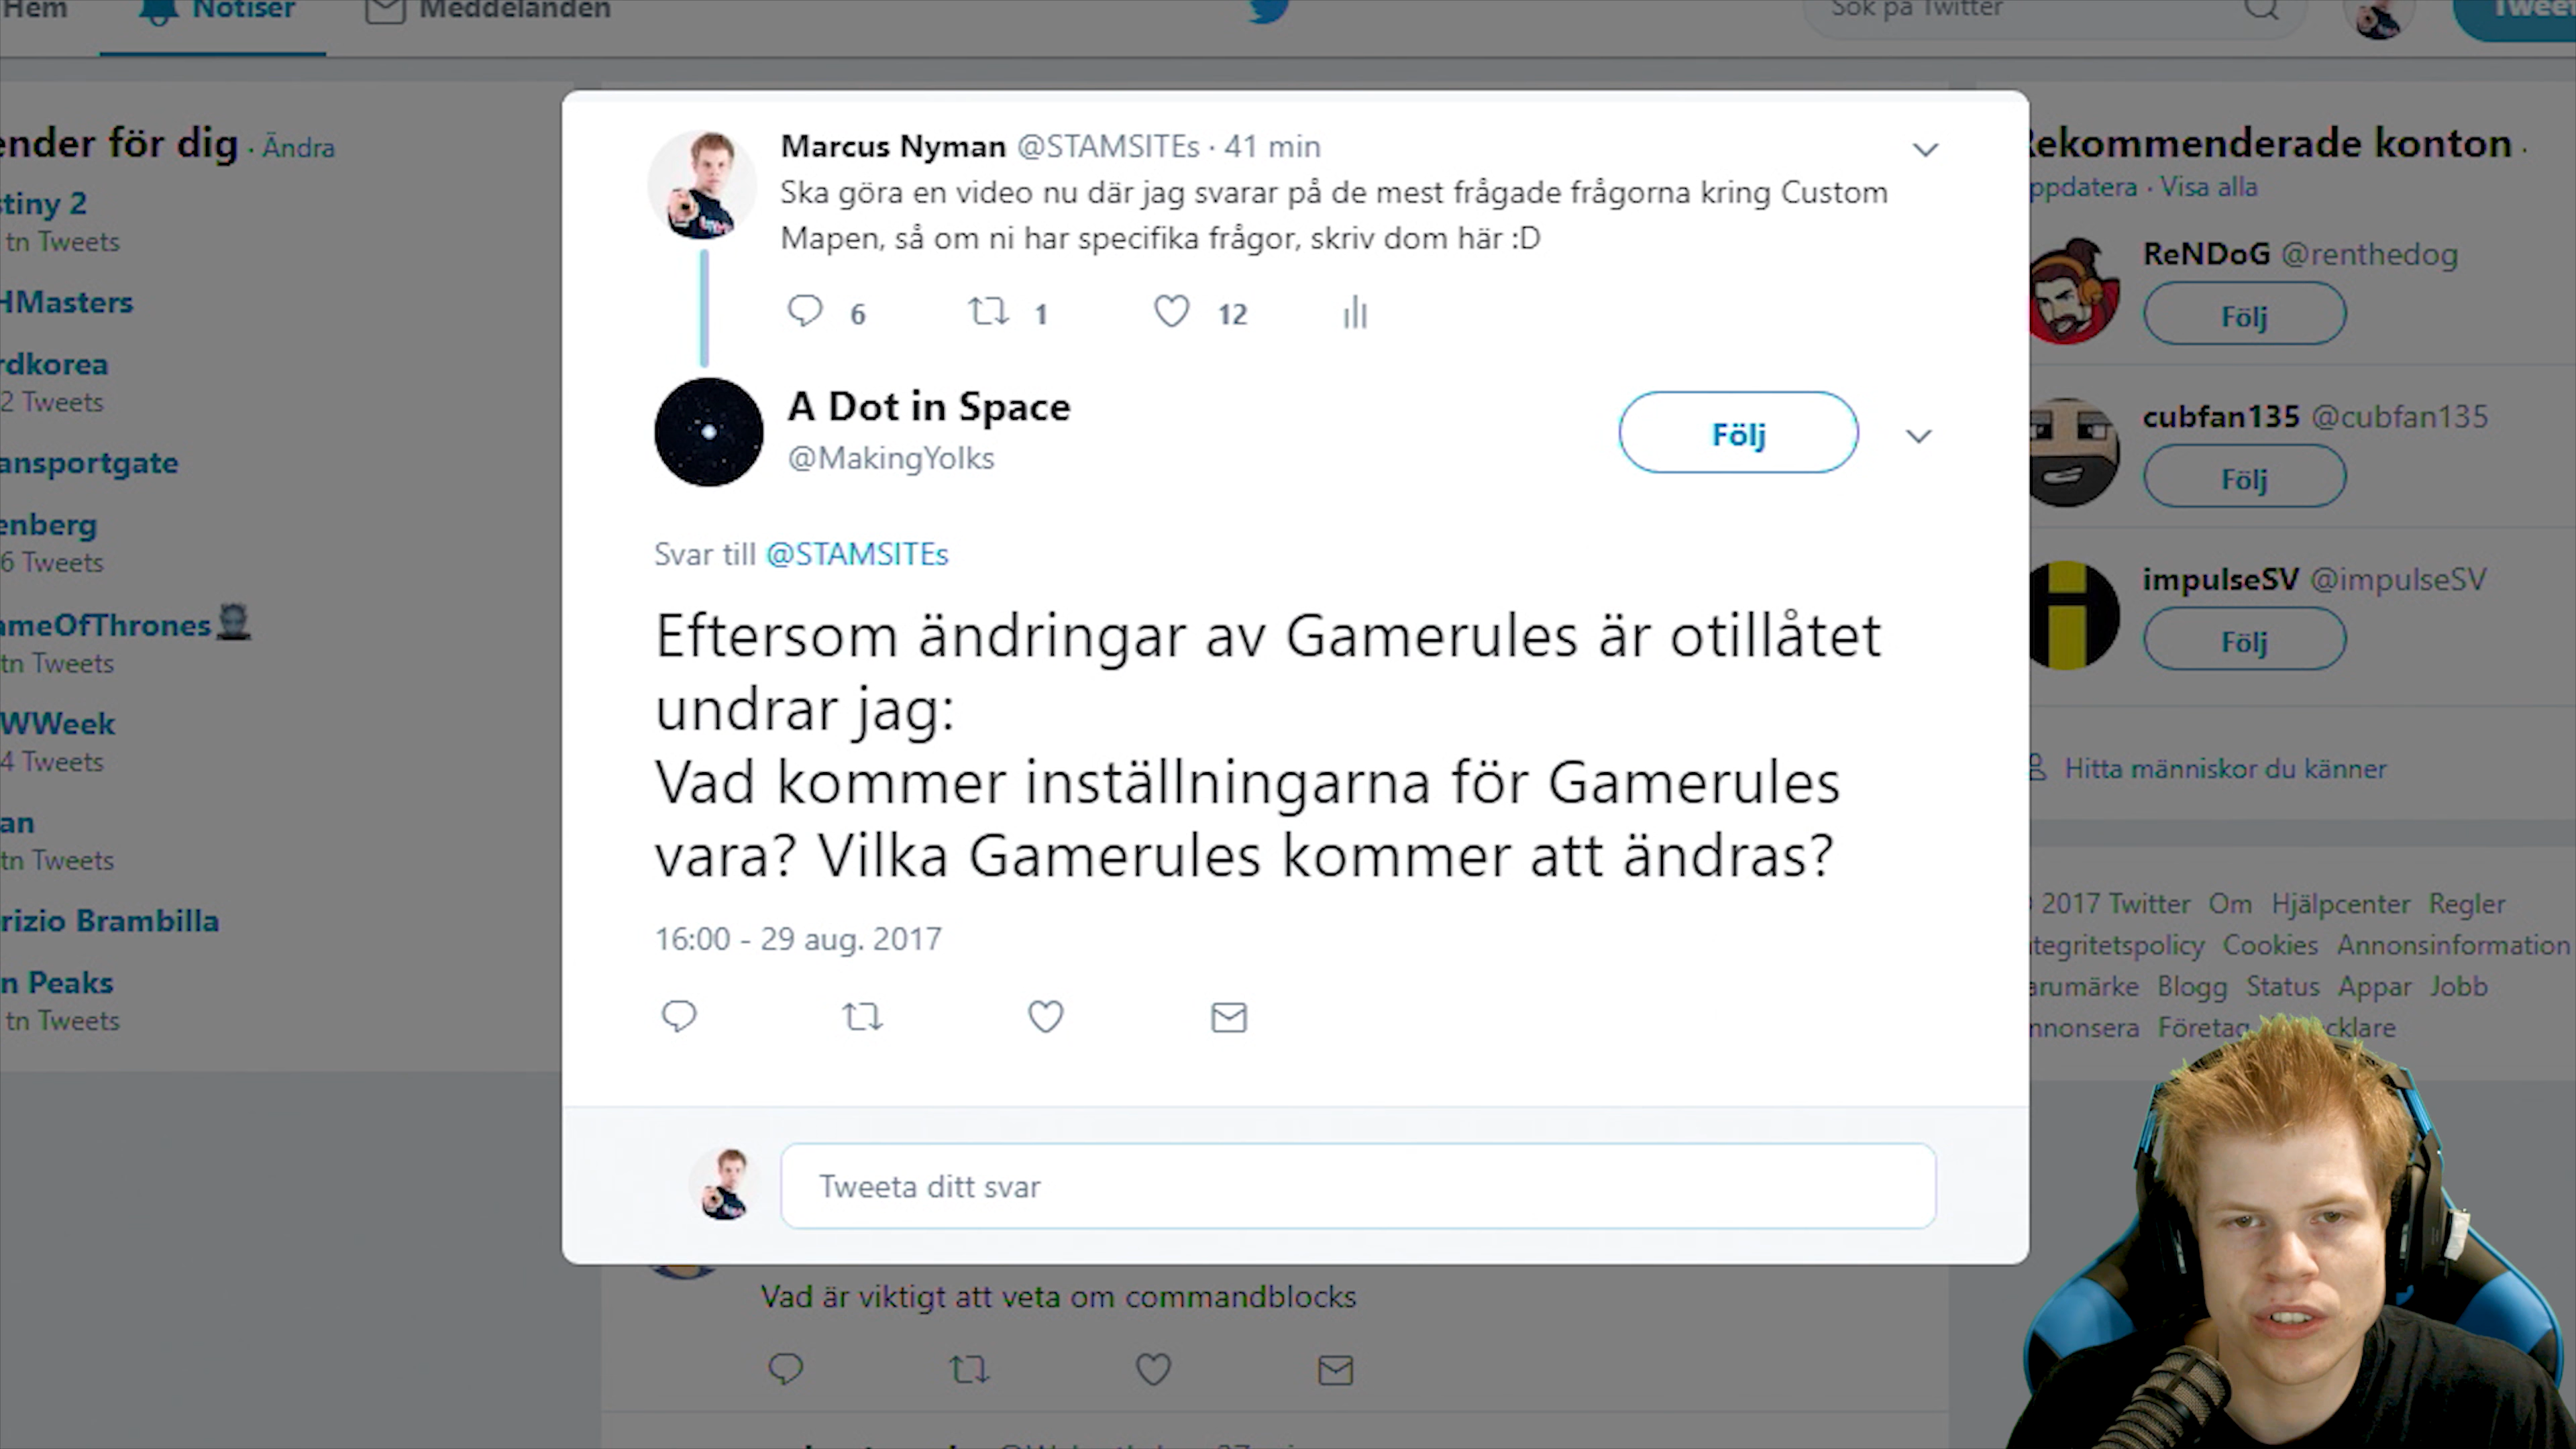 Hem Notiser Meddelanden Sök på Twitter
ender för dig · Ändra
stiny 2
tn Tweets
HMasters
rdkorea
2 Tweets
ansportgate
enberg
6 Tweets
ameOfThrones
tn Tweets
WWeek
4 Tweets
an
tn Tweets
rizio Brambilla
n Peaks
tn Tweets
Marcus Nyman @STAMSITEs · 41 min
Ska göra en video nu där jag svarar på de mest frågade frågorna kring Custom
Mapen, så om ni har specifika frågor, skriv dom här :D
6 1 12
A Dot in Space
@MakingYolks
Följ
Svar till @STAMSITEs
Eftersom ändringar av Gamerules är otillåtet
undrar jag:
Vad kommer inställningarna för Gamerules
vara? Vilka Gamerules kommer att ändras?
16:00 - 29 aug. 2017
Tweeta ditt svar
Vad är viktigt att veta om commandblocks
Rekommenderade konton ·
ppdatera · Visa alla
ReNDoG @renthedog
Följ
cubfan135 @cubfan135
Följ
impulseSV @impulseSV
Följ
Hitta människor du känner
2017 Twitter Om Hjälpcenter Regler
tegritetspolicy Cookies Annonsinformation
arumärke Blogg Status Appar Jobb
nnonsera Företag cklare